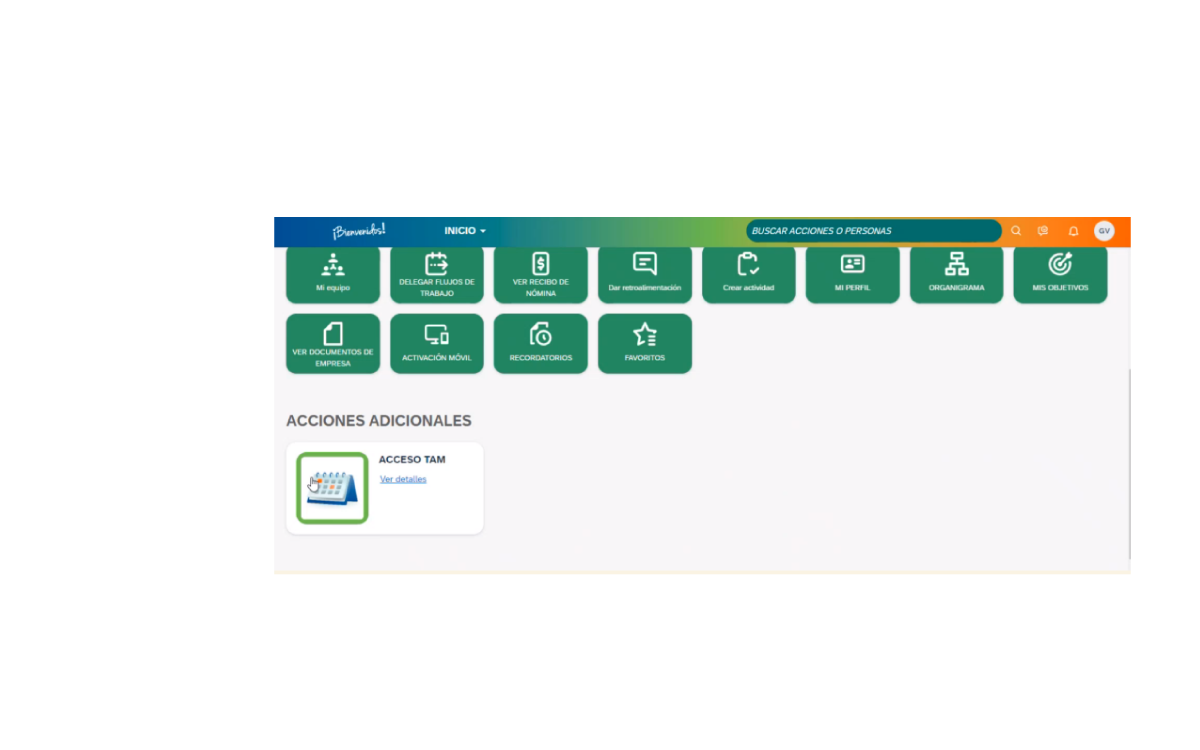 ¡Bienvenidos!
INICIO
BUSCAR ACCIONES O PERSONAS
GV
Mi equipo
DELEGAR FLUJOS DE
TRABAJO
VER RECIBO DE
NÓMINA
Dar retroalimentación
Crear actividad
MI PERFIL
ORGANIGRAMA
MIS OBJETIVOS
VER DOCUMENTOS DE
EMPRESA
ACTIVACIÓN MÓVIL
RECORDATORIOS
FAVORITOS
ACCIONES ADICIONALES
ACCESO TAM
Ver detalles